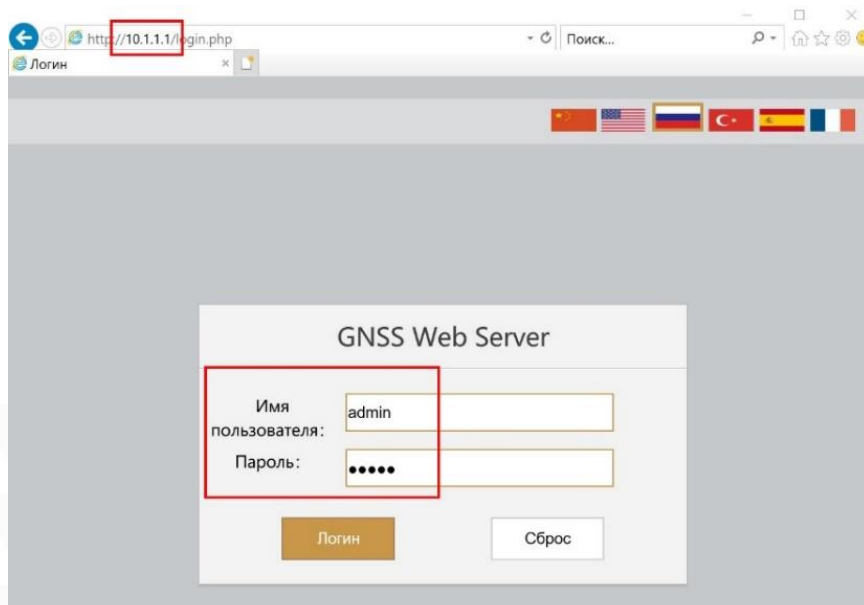 http://10.1.1.1/login.php
Поиск...
Логин
GNSS Web Server
Имя
пользователя:
admin
Пароль:
•••••
Логин
Сброс